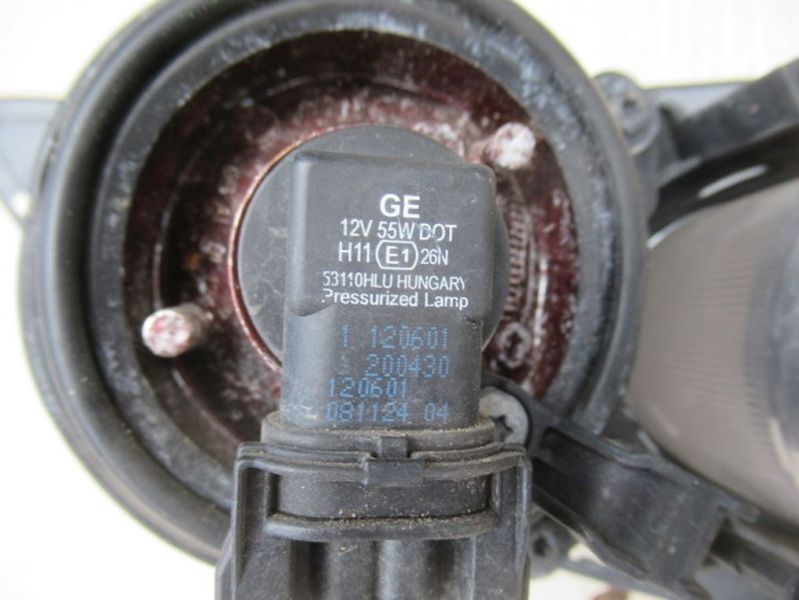 GE
12V 55W DOT
H11 E1 26N
53110HLU HUNGARY
Pressurized Lamp
1 120601
200430
120601
081124 04